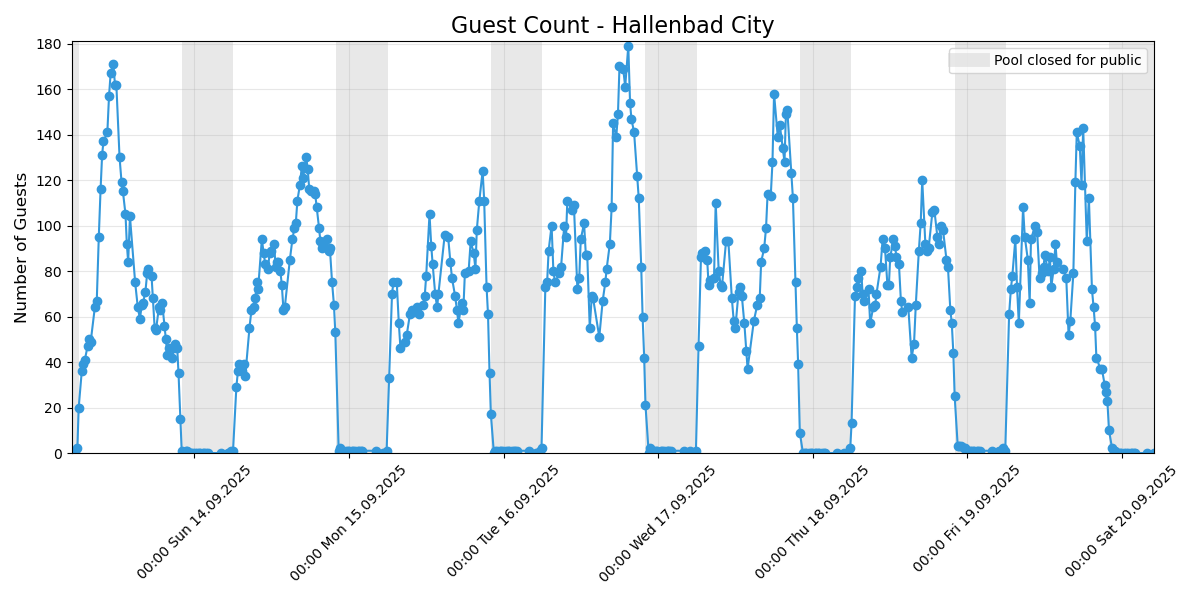 Guest Count - Hallenbad City
Pool closed for public
Number of Guests
180
160
140
120
100
80
60
40
20
0
00:00 Sun 14.09.2025
00:00 Mon 15.09.2025
00:00 Tue 16.09.2025
00:00 Wed 17.09.2025
00:00 Thu 18.09.2025
00:00 Fri 19.09.2025
00:00 Sat 20.09.2025